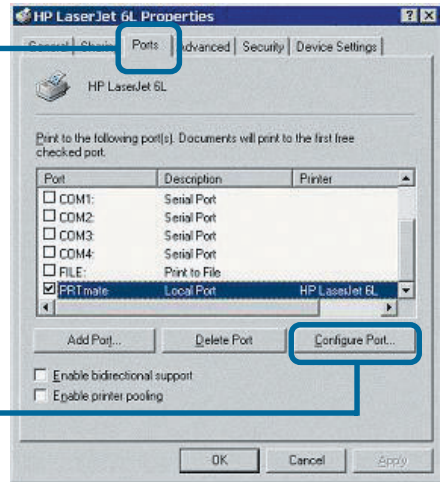 HP LaserJet 6L Properties
General Sharing Ports Advanced Security Device Settings
HP LaserJet 6L
Print to the following port(s). Documents will print to the first free
checked port.
Port Description Printer
COM1: Serial Port
COM2: Serial Port
COM3: Serial Port
COM4: Serial Port
FILE: Print to File
PRTmate Local Port HP LaserJet 6L
Add Port... Delete Port Configure Port...
Enable bidirectional support
Enable printer pooling
OK Cancel Apply